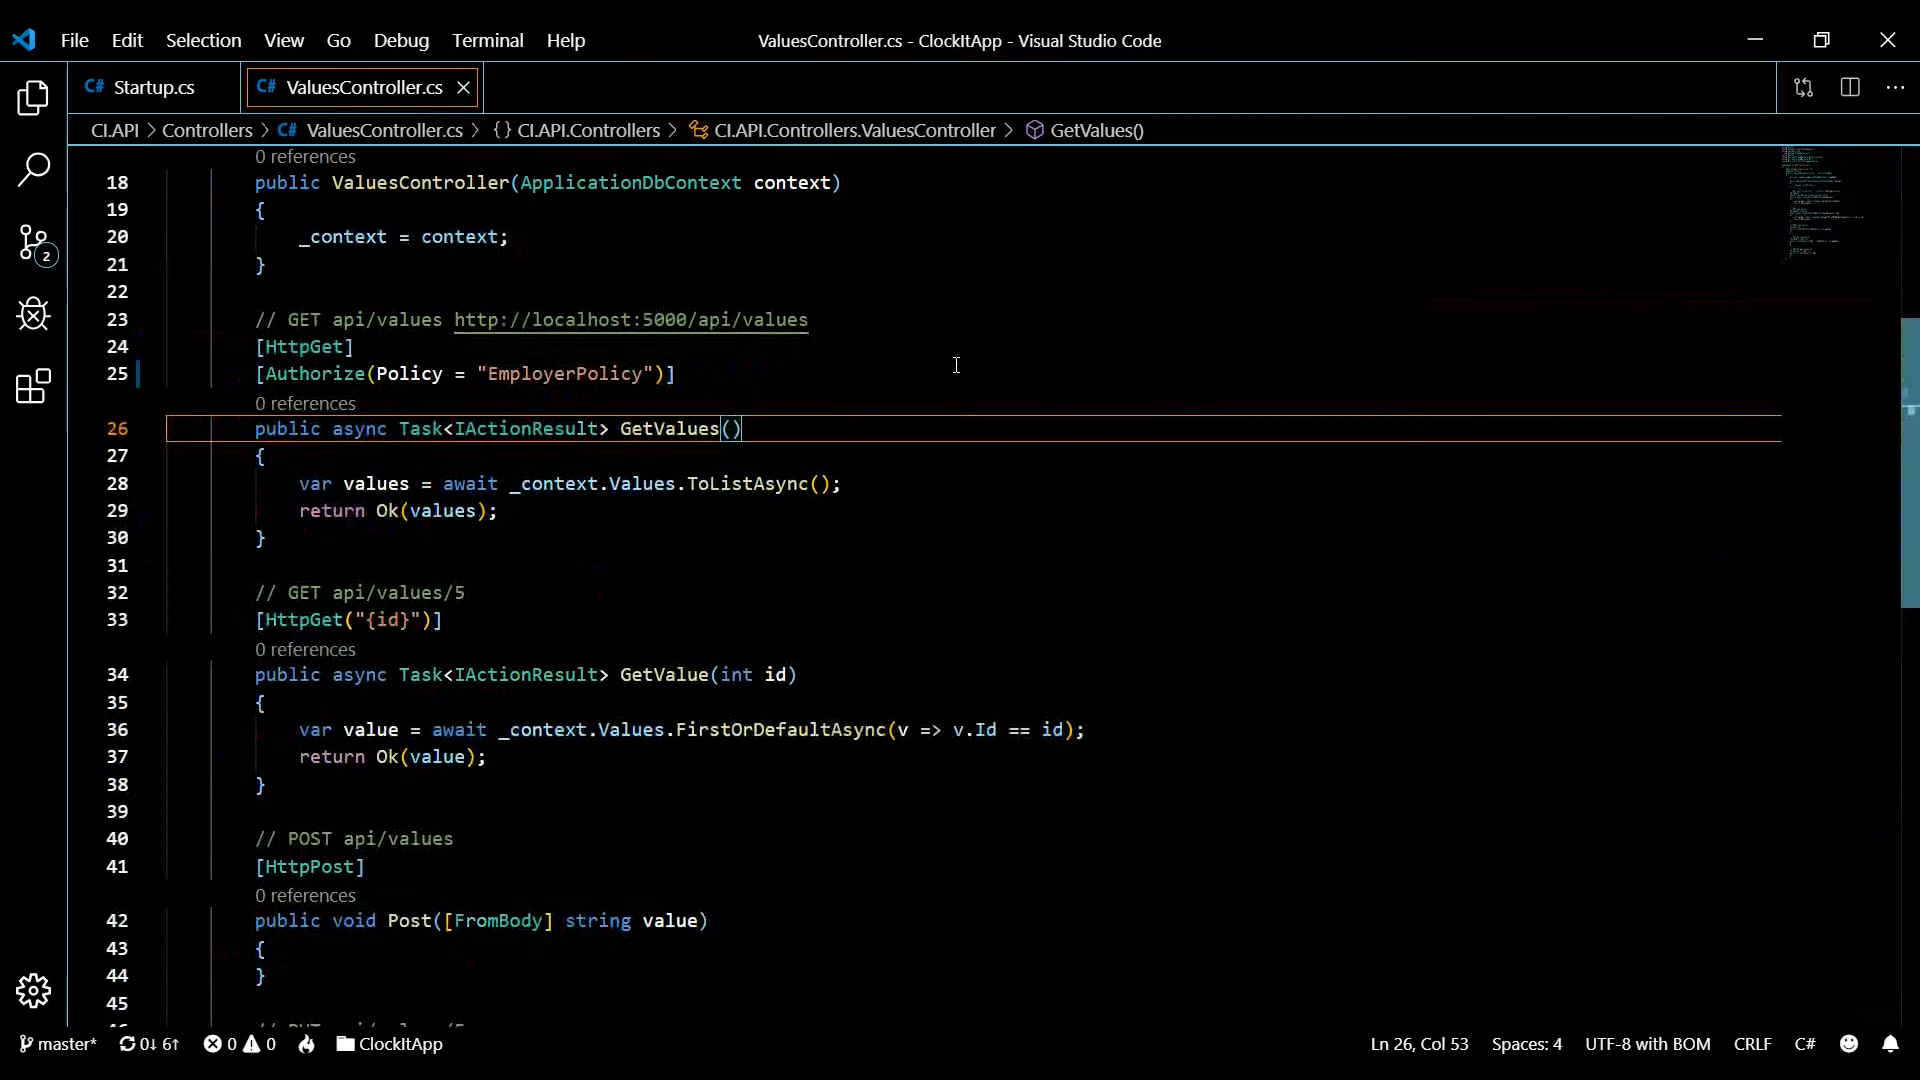 File Edit Selection View Go Debug Terminal Help ValuesController.cs - ClockItApp - Visual Studio Code
C# Startup.cs C# ValuesController.cs
CI.API > Controllers > C# ValuesController.cs > {} CI.API.Controllers > CI.API.Controllers.ValuesController > GetValues()
0 references
18 public ValuesController(ApplicationDbContext context)
19 {
20 _context = context;
21 }
22
23 // GET api/values http://localhost:5000/api/values
24 [HttpGet]
25 [Authorize(Policy = "EmployerPolicy")]
0 references
26 public async Task<IActionResult> GetValues()
27 {
28 var values = await _context.Values.ToListAsync();
29 return Ok(values);
30 }
31
32 // GET api/values/5
33 [HttpGet("{id}")]
0 references
34 public async Task<IActionResult> GetValue(int id)
35 {
36 var value = await _context.Values.FirstOrDefaultAsync(v => v.Id == id);
37 return Ok(value);
38 }
39
40 // POST api/values
41 [HttpPost]
0 references
42 public void Post([FromBody] string value)
43 {
44 }
45
2
master* 0↓ 6↑ 0 0 ClockItApp Ln 26, Col 53 Spaces: 4 UTF-8 with BOM CRLF C#